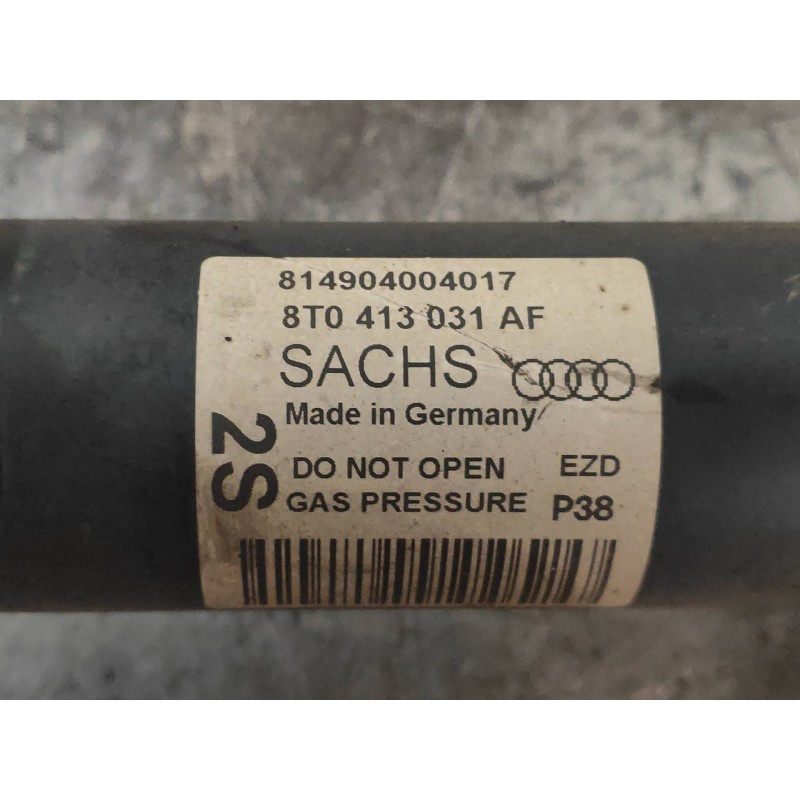 814904004017
8T0 413 031 AF
SACHS
Made in Germany
2S
DO NOT OPEN EZD
GAS PRESSURE P38